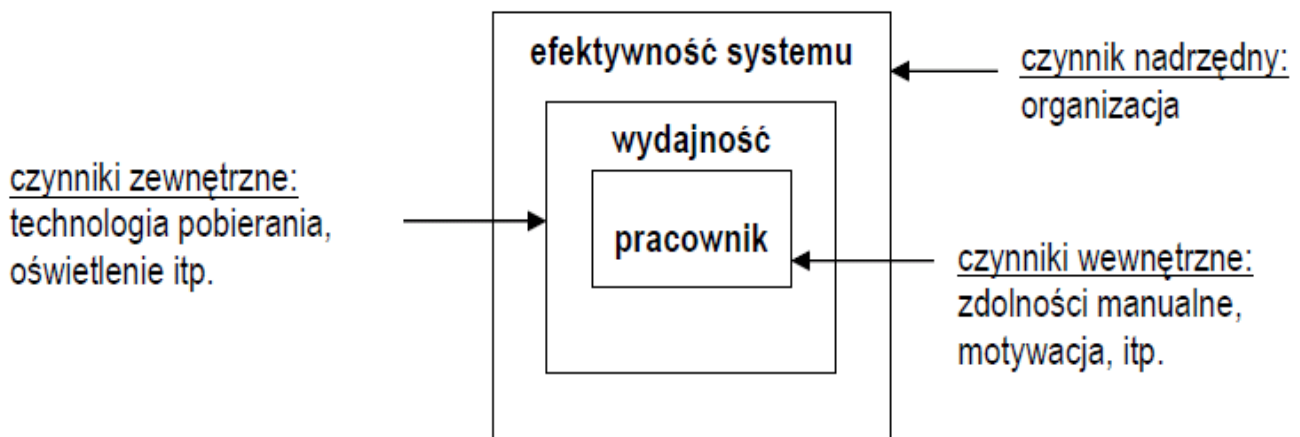 efektywność systemu
wydajność
pracownik
czynnik nadrzędny:
organizacja
czynniki zewnętrzne:
technologia pobierania,
oświetlenie itp.
czynniki wewnętrzne:
zdolności manualne,
motywacja, itp.